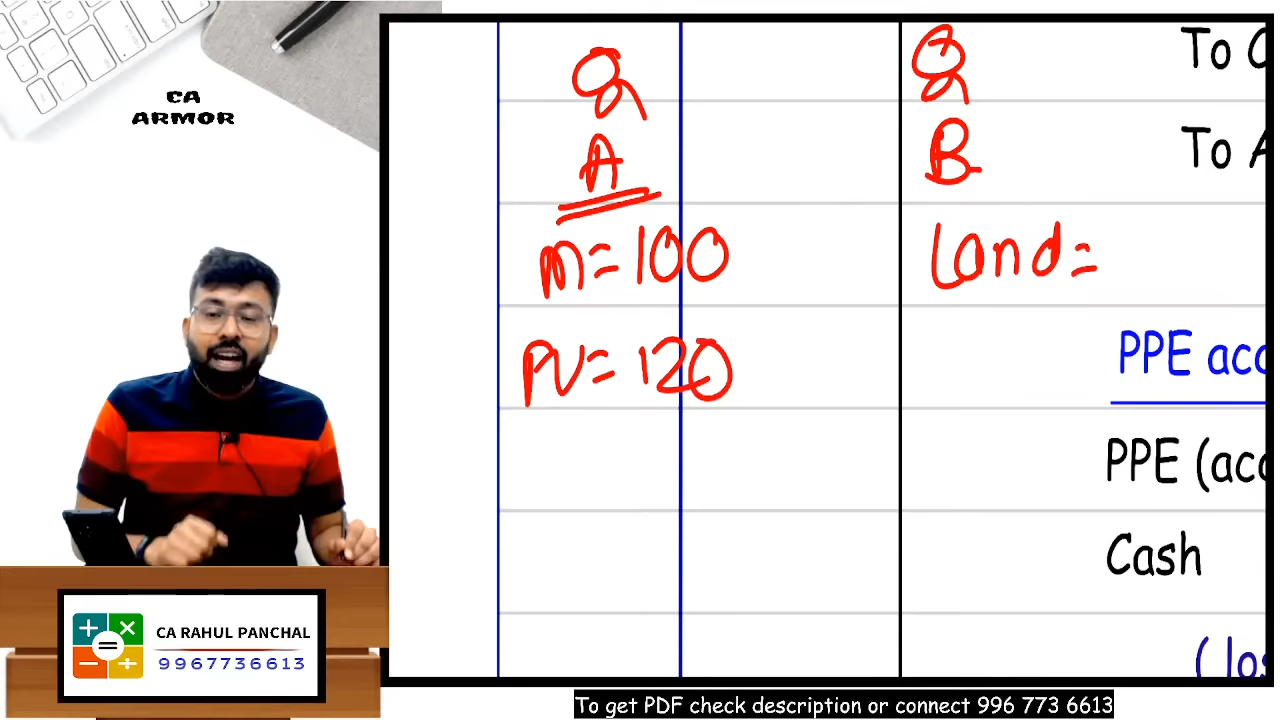 CA
ARMOR
A
m=100
PV=120
B
Land=
To
To A
PPE
PPE
Cash
CA RAHUL PANCHAL
9967736613
To get PDF check description or connect 996 773 6613